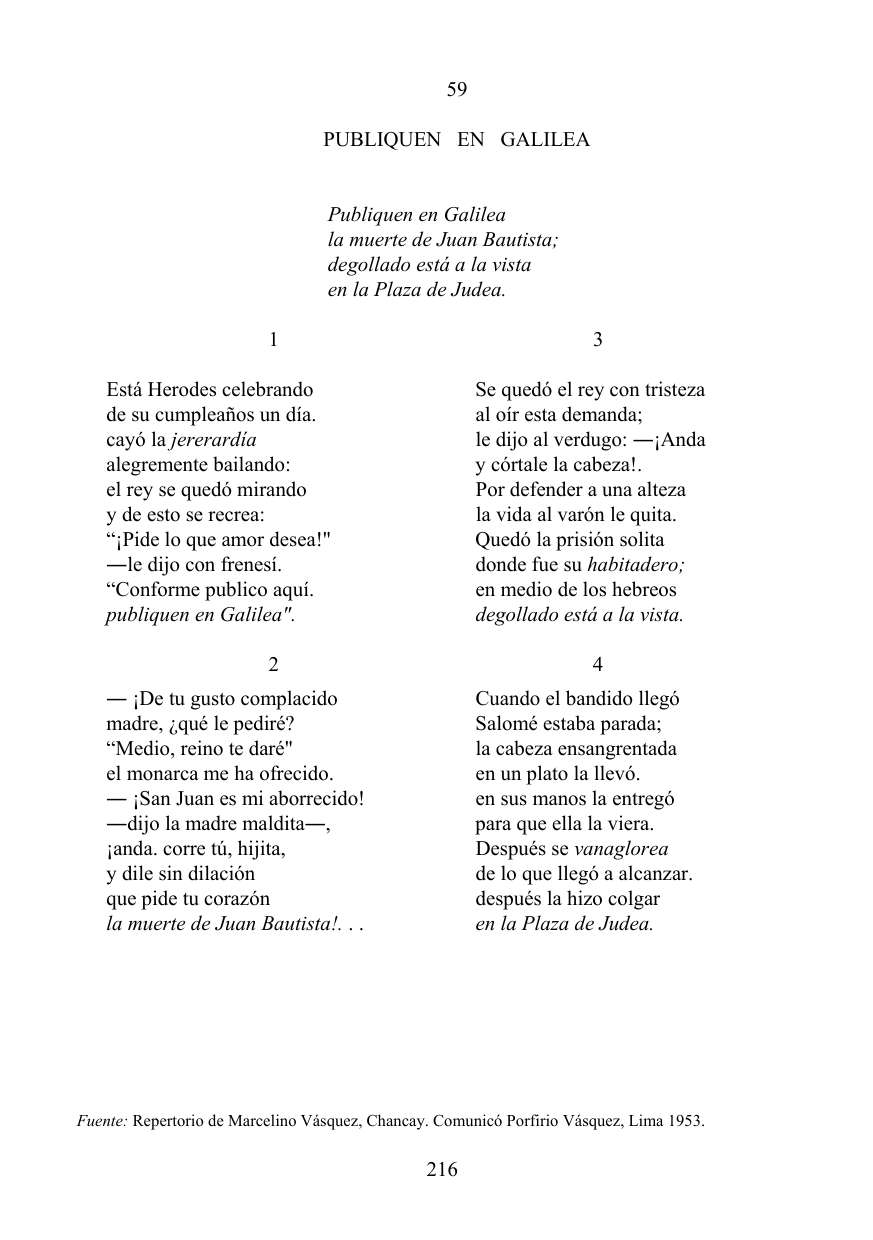 59
PUBLIQUEN EN GALILEA
Publiquen en Galilea
la muerte de Juan Bautista;
degollado está a la vista
en la Plaza de Judea.
1
Está Herodes celebrando
de su cumpleaños un día.
cayó la jererardía
alegremente bailando:
el rey se quedó mirando
y de esto se recrea:
“¡Pide lo que amor desea!"
—le dijo con frenesí.
“Conforme publico aquí.
publiquen en Galilea".
2
— ¡De tu gusto complacido
madre, ¿qué le pediré?
“Medio, reino te daré"
el monarca me ha ofrecido.
— ¡San Juan es mi aborrecido!
—dijo la madre maldita—,
¡anda. corre tú, hijita,
y dile sin dilación
que pide tu corazón
la muerte de Juan Bautista!. . .
3
Se quedó el rey con tristeza
al oír esta demanda;
le dijo al verdugo: —¡Anda
y córtale la cabeza!.
Por defender a una alteza
la vida al varón le quita.
Quedó la prisión solita
donde fue su habitadero;
en medio de los hebreos
degollado está a la vista.
4
Cuando el bandido llegó
Salomé estaba parada;
la cabeza ensangrentada
en un plato la llevó.
en sus manos la entregó
para que ella la viera.
Después se vanaglorea
de lo que llegó a alcanzar.
después la hizo colgar
en la Plaza de Judea.
Fuente: Repertorio de Marcelino Vásquez, Chancay. Comunicó Porfirio Vásquez, Lima 1953.
216